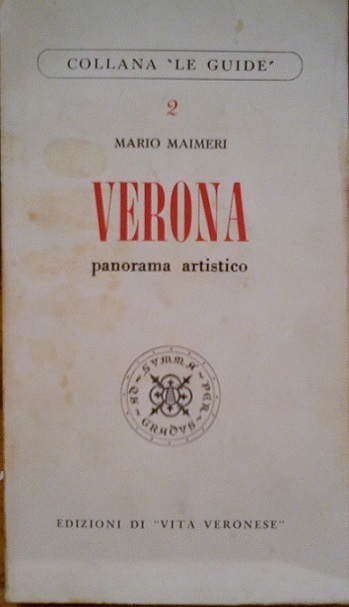 COLLANA "LE GUIDE"
2
MARIO MAIMERI
VERONA
panorama artistico
AD · SVMMA · PER · GRADVS
EDIZIONI DI "VITA VERONESE"